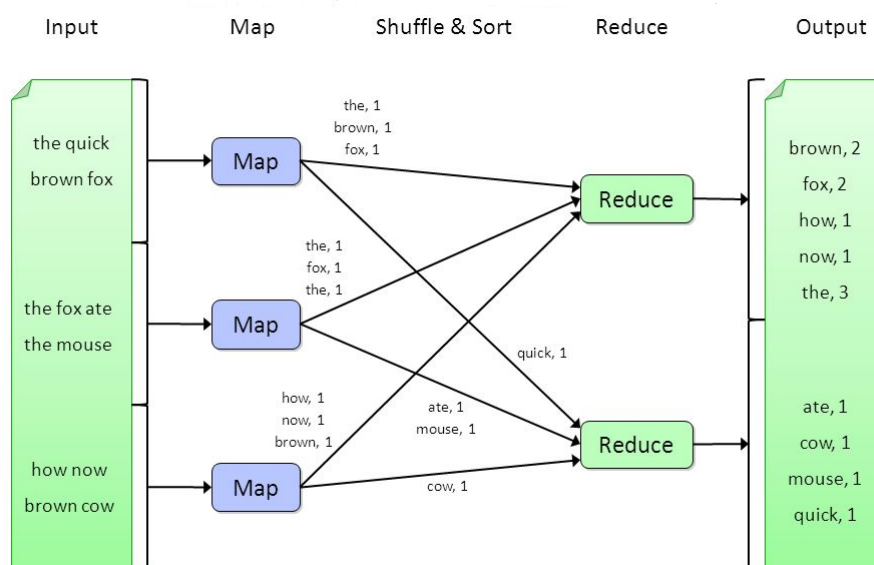 Input
Map
Shuffle & Sort
Reduce
Output
the quick
brown fox
the fox ate
the mouse
how now
brown cow
Map
Map
Map
the, 1
brown, 1
fox, 1
the, 1
fox, 1
the, 1
quick, 1
how, 1
now, 1
brown, 1
ate, 1
mouse, 1
cow, 1
Reduce
Reduce
brown, 2
fox, 2
how, 1
now, 1
the, 3
ate, 1
cow, 1
mouse, 1
quick, 1